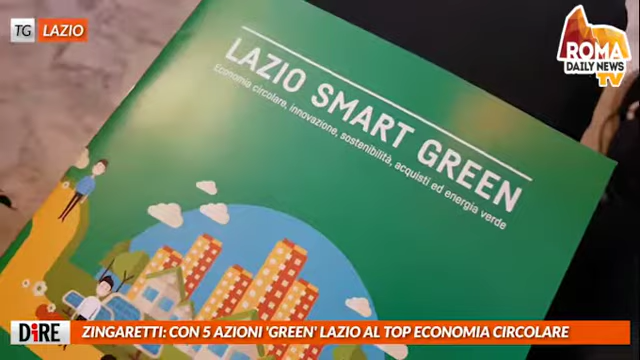 TG LAZIO
ROMA
DAILY NEWS
TV
LAZIO SMART GREEN
Economia circolare, innovazione, sostenibilità, acquisti ed energia verde
DiRE
ZINGARETTI: CON 5 AZIONI 'GREEN' LAZIO AL TOP ECONOMIA CIRCOLARE